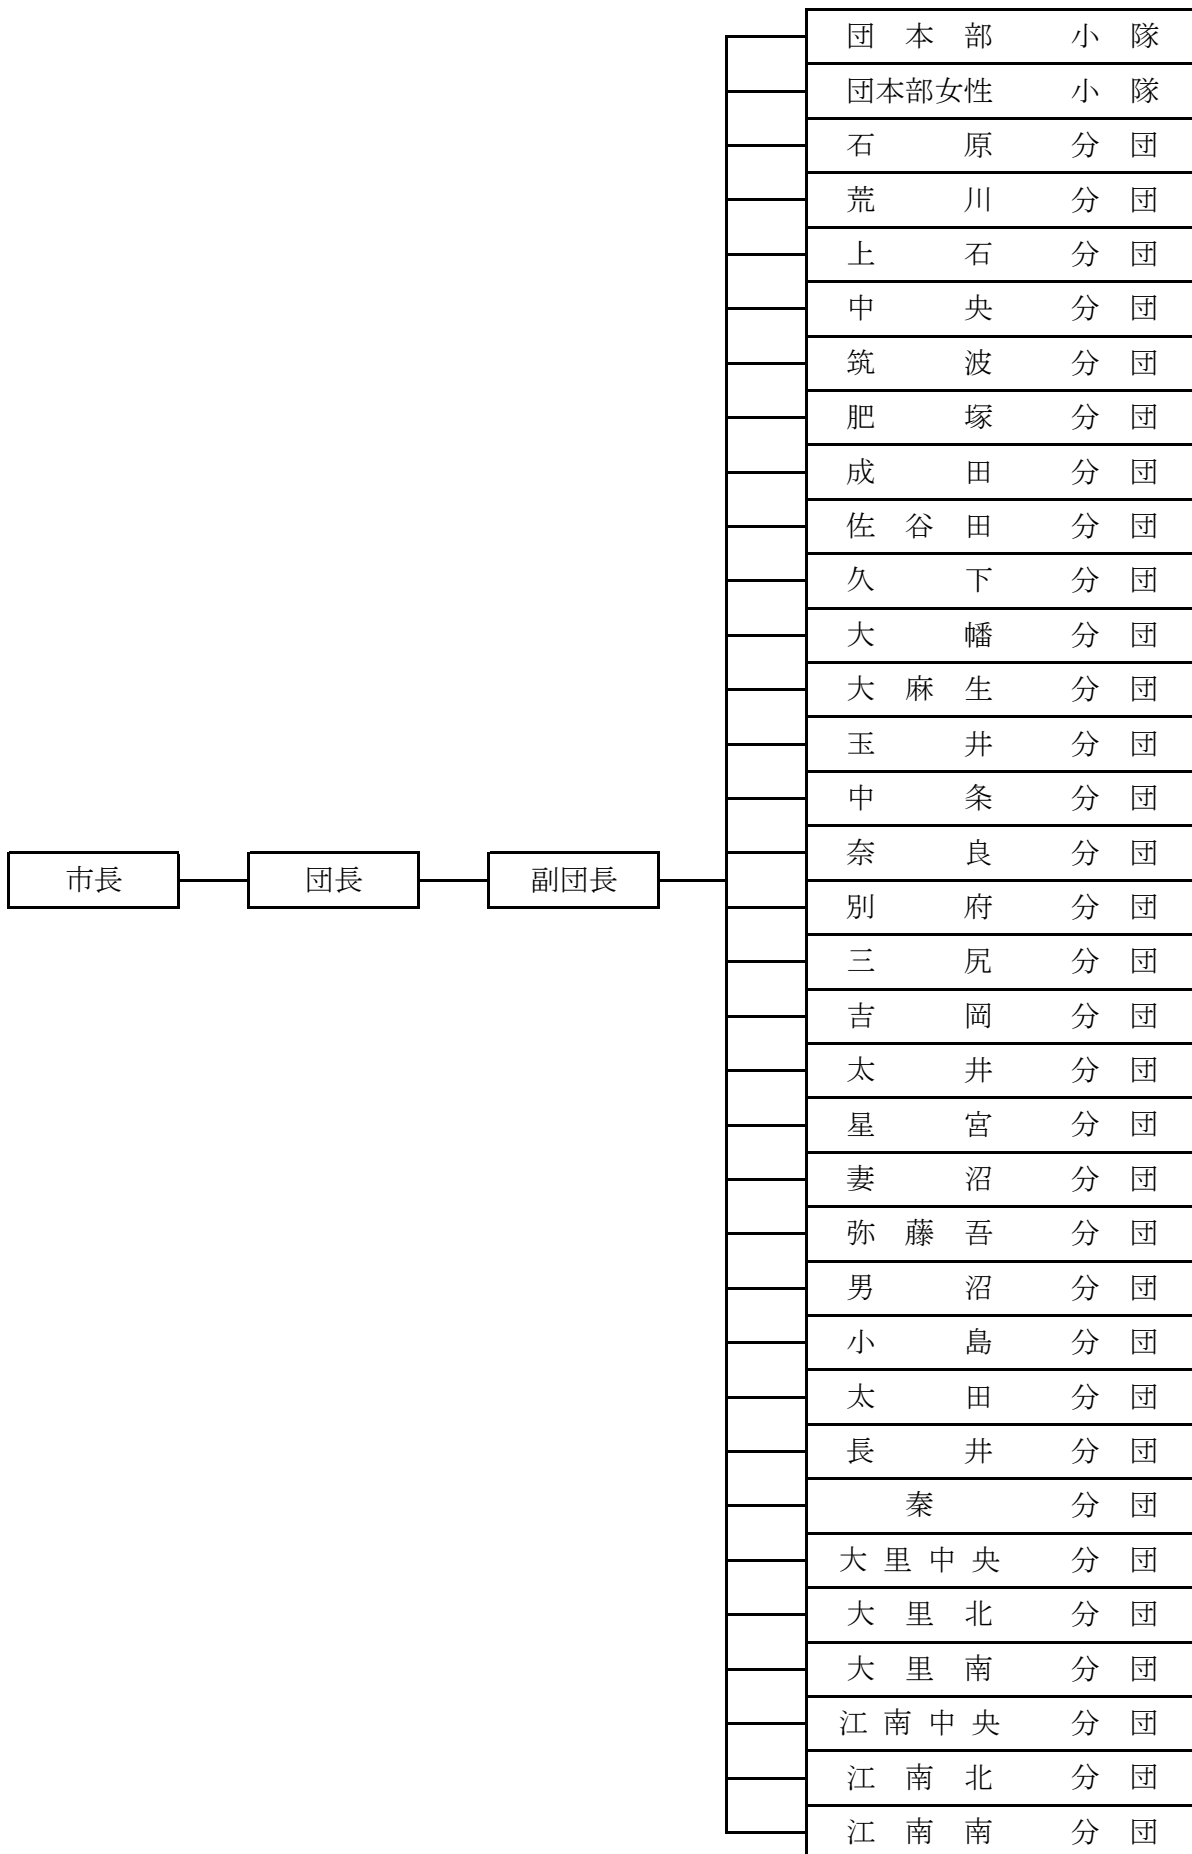 団本部 小隊
団本部女性 小隊
石原 分団
荒川 分団
上石 分団
中央 分団
筑波 分団
肥塚 分団
成田 分団
佐谷田 分団
久下 分団
大幡 分団
大麻生 分団
玉井 分団
中条 分団
奈良 分団
市長 団長 副団長
別府 分団
三尻 分団
吉岡 分団
太井 分団
星宮 分団
妻沼 分団
弥藤吾 分団
男沼 分団
小島 分団
太田 分団
長井 分団
秦 分団
大里中央 分団
大里北 分団
大里南 分団
江南中央 分団
江南北 分団
江南南 分団